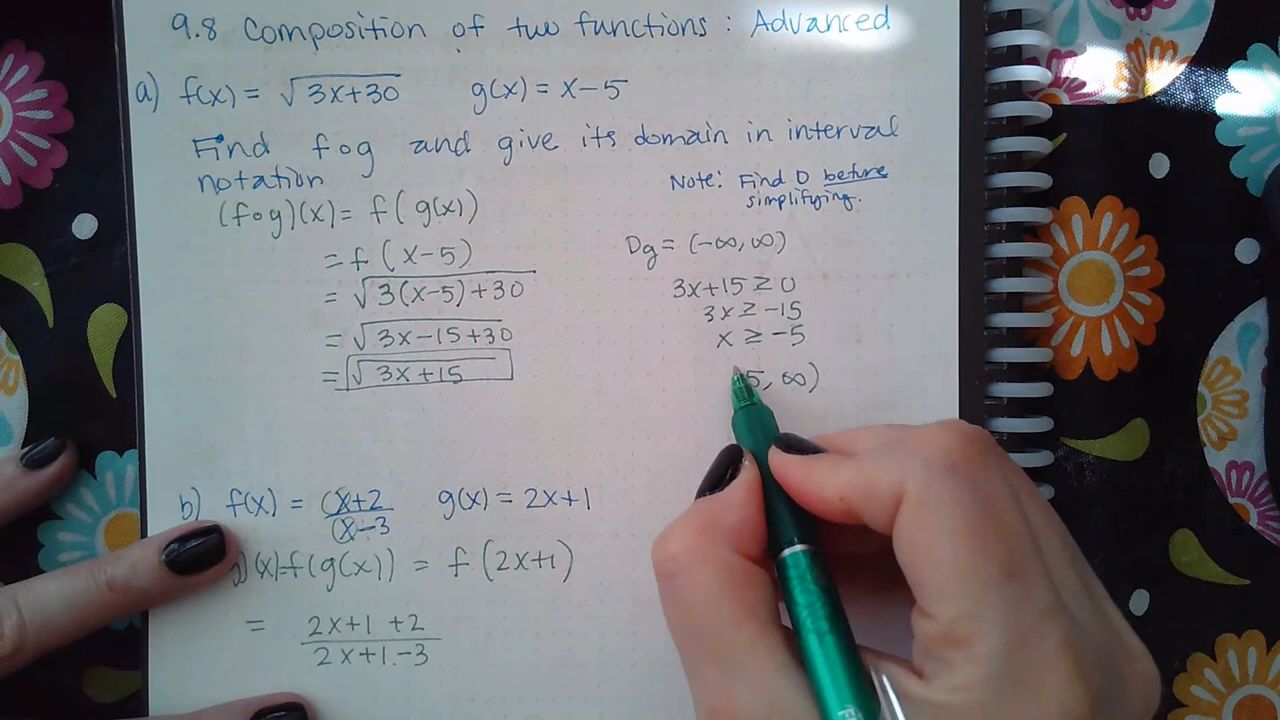 9.8 Composition of two functions : Advanced
a) f(x) = √3x+30 g(x) = x-5
Find fog and give its domain in interval
notation
Note: Find D before
simplifying.
(fog)(x) = f(g(x))
= f(x-5)
= √3(x-5)+30
= √3x-15+30
= √3x+15
Dg = (-∞, ∞)
3x+15 ≥ 0
3x ≥ -15
x ≥ -5
5, ∞)
b) f(x) = (x+2 / (x-3 g(x) = 2x+1
)(x)=f(g(x)) = f(2x+1)
= 2x+1 +2
2x+1-3